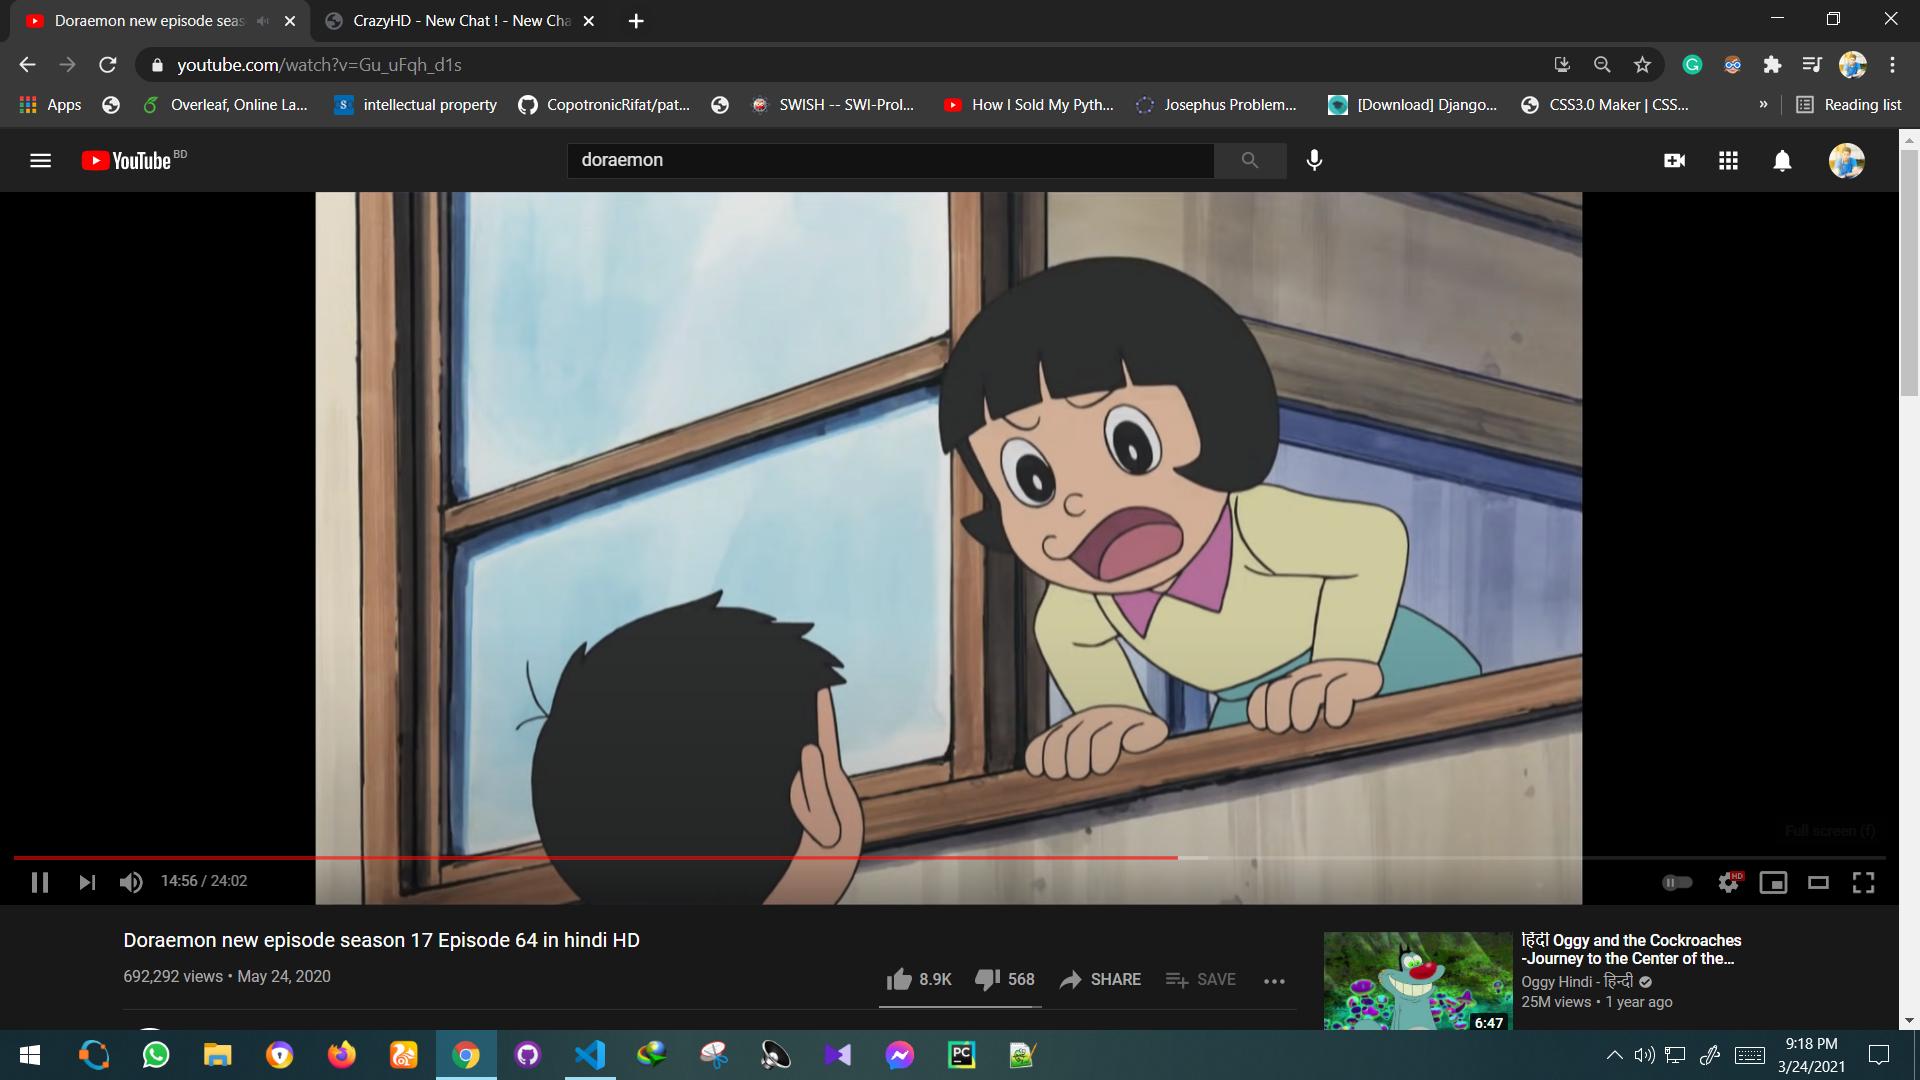 Doraemon new episode seas
CrazyHD - New Chat ! - New Cha
youtube.com/watch?v=Gu_uFqh_d1s
Apps
Overleaf, Online La...
S
intellectual property
CopotronicRifat/pat...
SWISH -- SWI-Prol...
How I Sold My Pyth...
Josephus Problem...
[Download] Django...
CSS3.0 Maker | CSS...
»
Reading list
YouTube BD
doraemon
Full screen (f)
14:56 / 24:02
HD
Doraemon new episode season 17 Episode 64 in hindi HD
692,292 views • May 24, 2020
8.9K
568
SHARE
SAVE
हिंदी Oggy and the Cockroaches
-Journey to the Center of the...
Oggy Hindi - हिन्दी
25M views • 1 year ago
6:47
PC
9:18 PM
3/24/2021